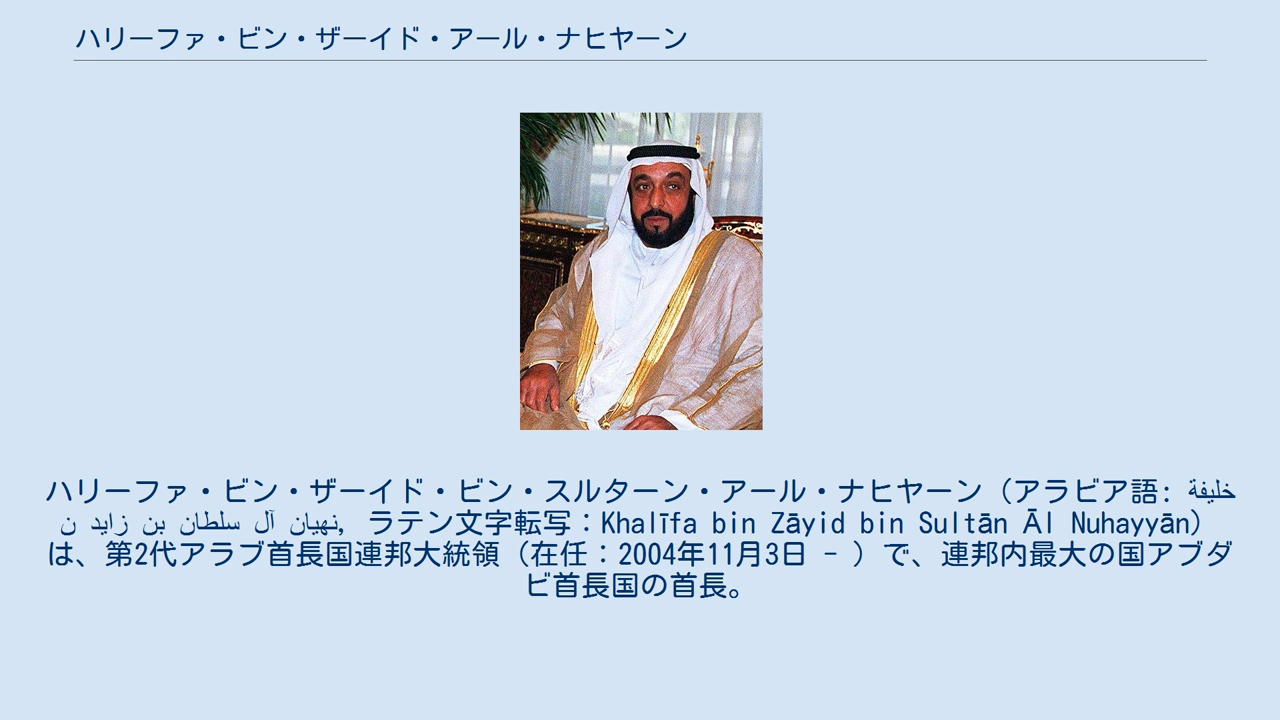 ハリーファ・ビン・ザーイド・アール・ナヒヤーン
ハリーファ・ビン・ザーイド・ビン・スルターン・アール・ナヒヤーン（アラビア語: خليفة
ن بن زايد بن سلطان آل نهيان, ラテン文字転写：Khalīfa bin Zāyid bin Sultān Āl Nuhayyān）
は、第2代アラブ首長国連邦大統領（在任：2004年11月3日 - ）で、連邦内最大の国アブダ
ビ首長国の首長。